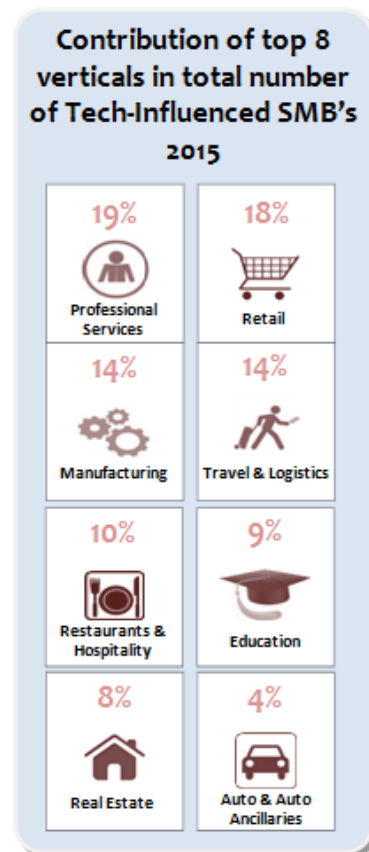 Contribution of top 8
verticals in total number
of Tech-Influenced SMB's
2015
19%
Professional
Services
18%
Retail
14%
Manufacturing
14%
Travel & Logistics
10%
Restaurants &
Hospitality
9%
Education
8%
Real Estate
4%
Auto & Auto
Ancillaries